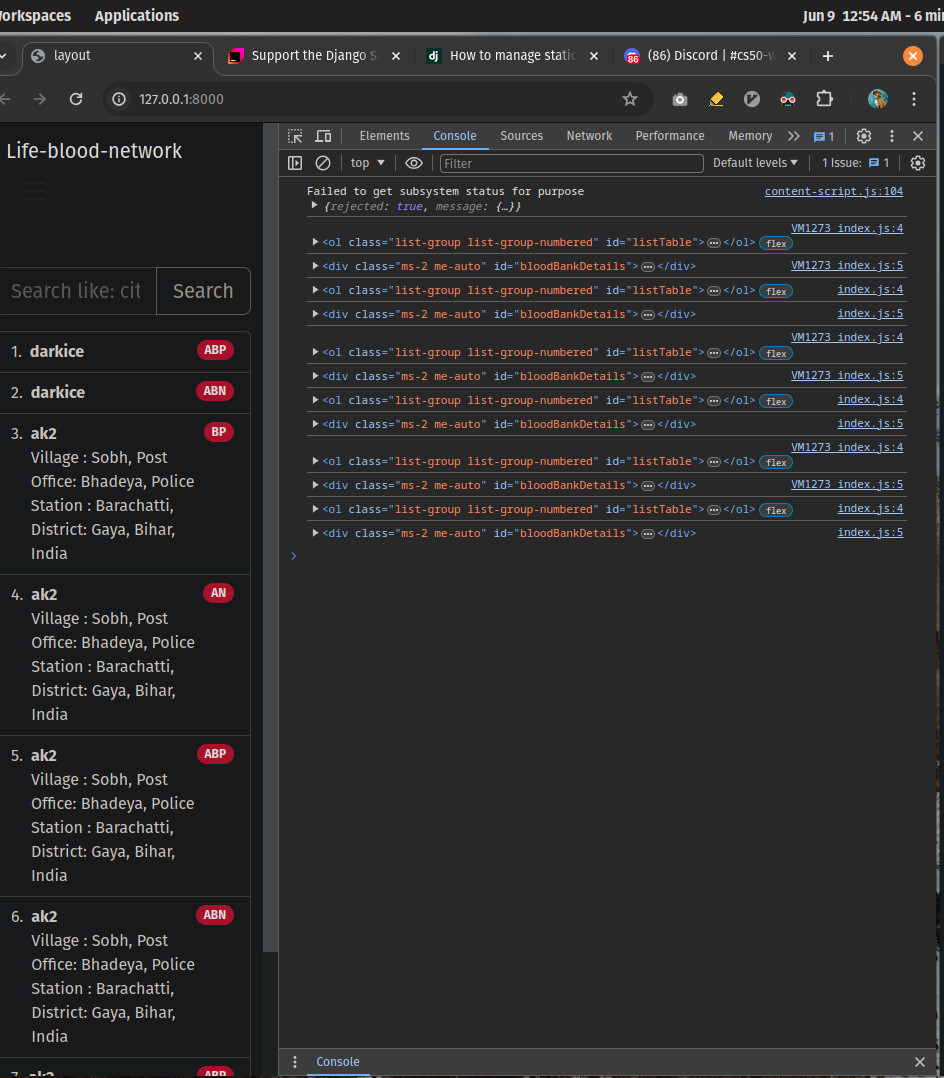 orkspaces Applications Jun 9 12:54 AM - 6 mi
layout Support the Django S How to manage static (86) Discord | #cs50-w
127.0.0.1:8000
Life-blood-network
Search like: cit Search
1. darkice ABP
2. darkice ABN
3. ak2 BP
Village : Sobh, Post
Office: Bhadeya, Police
Station : Barachatti,
District: Gaya, Bihar,
India
4. ak2 AN
Village : Sobh, Post
Office: Bhadeya, Police
Station : Barachatti,
District: Gaya, Bihar,
India
5. ak2 ABP
Village : Sobh, Post
Office: Bhadeya, Police
Station : Barachatti,
District: Gaya, Bihar,
India
6. ak2 ABN
Village : Sobh, Post
Office: Bhadeya, Police
Station : Barachatti,
District: Gaya, Bihar,
India
7. ak2 ABP
Elements Console Sources Network Performance Memory 1
top Filter Default levels 1 Issue: 1
Failed to get subsystem status for purpose content-script.js:104
{rejected: true, message: {…}}
VM1273 index.js:4
<ol class="list-group list-group-numbered" id="listTable">…</ol> flex
<div class="ms-2 me-auto" id="bloodBankDetails">…</div> VM1273 index.js:5
<ol class="list-group list-group-numbered" id="listTable">…</ol> flex index.js:4
<div class="ms-2 me-auto" id="bloodBankDetails">…</div> index.js:5
VM1273 index.js:4
<ol class="list-group list-group-numbered" id="listTable">…</ol> flex
<div class="ms-2 me-auto" id="bloodBankDetails">…</div> VM1273 index.js:5
<ol class="list-group list-group-numbered" id="listTable">…</ol> flex index.js:4
<div class="ms-2 me-auto" id="bloodBankDetails">…</div> index.js:5
VM1273 index.js:4
<ol class="list-group list-group-numbered" id="listTable">…</ol> flex
<div class="ms-2 me-auto" id="bloodBankDetails">…</div> VM1273 index.js:5
<ol class="list-group list-group-numbered" id="listTable">…</ol> flex index.js:4
<div class="ms-2 me-auto" id="bloodBankDetails">…</div> index.js:5
Console